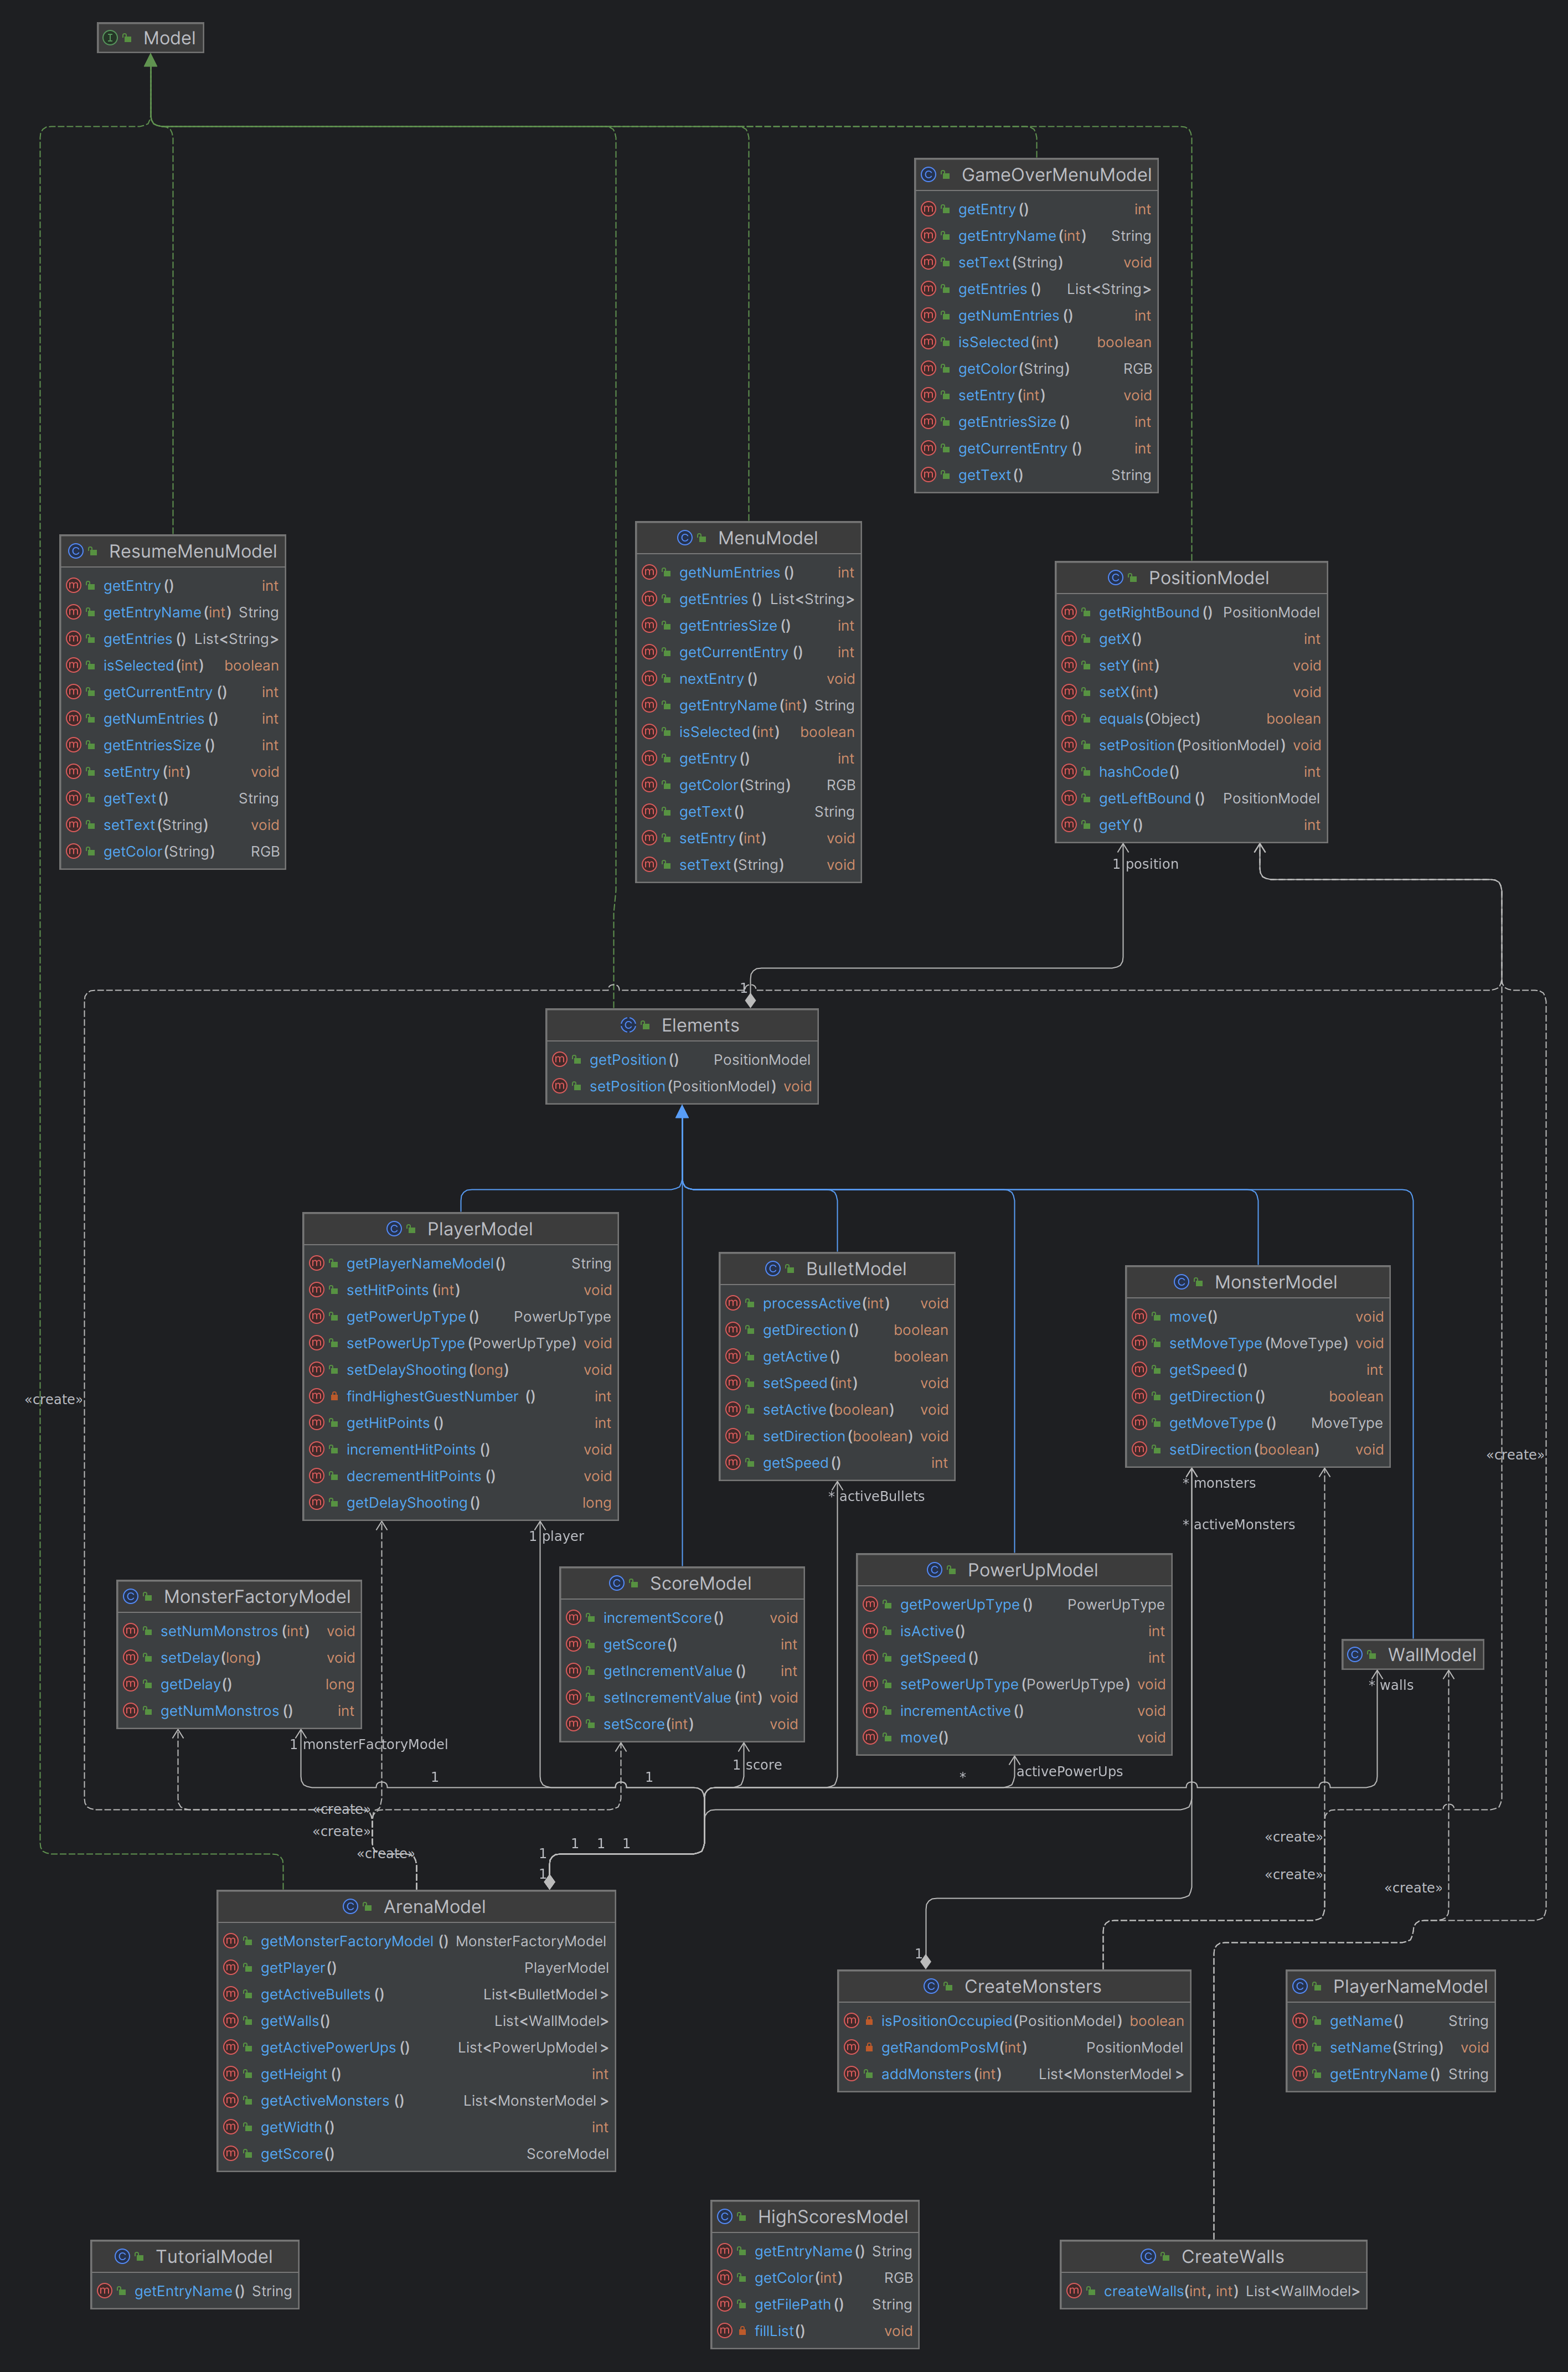 Model
GameOverMenuModel
getEntry() int
getEntryName(int) String
setText(String) void
getEntries() List<String>
getNumEntries() int
isSelected(int) boolean
getColor(String) RGB
setEntry(int) void
getEntriesSize() int
getCurrentEntry() int
getText() String
ResumeMenuModel
getEntry() int
getEntryName(int) String
getEntries() List<String>
isSelected(int) boolean
getCurrentEntry() int
getNumEntries() int
getEntriesSize() int
setEntry(int) void
getText() String
setText(String) void
getColor(String) RGB
MenuModel
getNumEntries() int
getEntries() List<String>
getEntriesSize() int
getCurrentEntry() int
nextEntry() void
getEntryName(int) String
isSelected(int) boolean
getEntry() int
getColor(String) RGB
getText() String
setEntry(int) void
setText(String) void
PositionModel
getRightBound() PositionModel
getX() int
setY(int) void
setX(int) void
equals(Object) boolean
setPosition(PositionModel) void
hashCode() int
getLeftBound() PositionModel
getY() int
1 position
1
Elements
getPosition() PositionModel
setPosition(PositionModel) void
PlayerModel
getPlayerNameModel() String
setHitPoints(int) void
getPowerUpType() PowerUpType
setPowerUpType(PowerUpType) void
setDelayShooting(long) void
findHighestGuestNumber() int
getHitPoints() int
incrementHitPoints() void
decrementHitPoints() void
getDelayShooting() long
BulletModel
processActive(int) void
getDirection() boolean
getActive() boolean
setSpeed(int) void
setActive(boolean) void
setDirection(boolean) void
getSpeed() int
MonsterModel
move() void
setMoveType(MoveType) void
getSpeed() int
getDirection() boolean
getMoveType() MoveType
setDirection(boolean) void
«create»
«create»
* monsters
* activeBullets
* activeMonsters
1 player
MonsterFactoryModel
setNumMonstros(int) void
setDelay(long) void
getDelay() long
getNumMonstros() int
ScoreModel
incrementScore() void
getScore() int
getIncrementValue() int
setIncrementValue(int) void
setScore(int) void
PowerUpModel
getPowerUpType() PowerUpType
isActive() int
getSpeed() int
setPowerUpType(PowerUpType) void
incrementActive() void
move() void
WallModel
* walls
1 monsterFactoryModel
1 score
activePowerUps
1
1
*
«create»
«create»
«create»
«create»
«create»
«create»
1 1 1
1
1
ArenaModel
getMonsterFactoryModel() MonsterFactoryModel
getPlayer() PlayerModel
getActiveBullets() List<BulletModel>
getWalls() List<WallModel>
getActivePowerUps() List<PowerUpModel>
getHeight() int
getActiveMonsters() List<MonsterModel>
getWidth() int
getScore() ScoreModel
1
CreateMonsters
isPositionOccupied(PositionModel) boolean
getRandomPosM(int) PositionModel
addMonsters(int) List<MonsterModel>
PlayerNameModel
getName() String
setName(String) void
getEntryName() String
TutorialModel
getEntryName() String
HighScoresModel
getEntryName() String
getColor(int) RGB
getFilePath() String
fillList() void
CreateWalls
createWalls(int, int) List<WallModel>